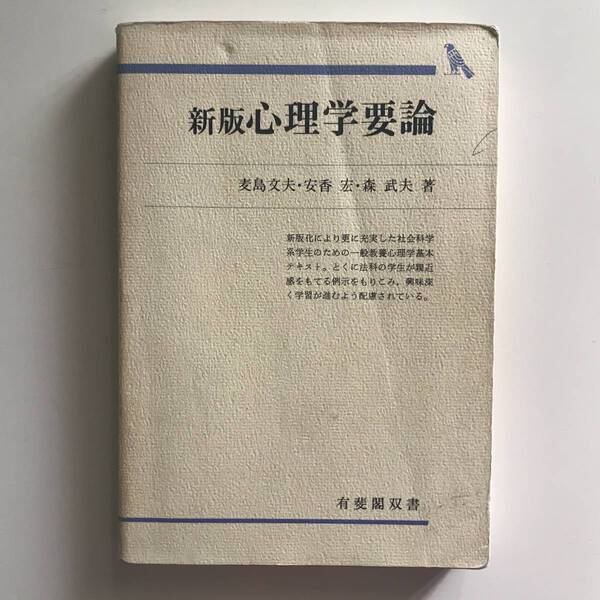 新版心理学要論
麦島文夫・安香 宏・森 武夫 著
新版化により更に充実した社会科学
系学生のための一般教養心理学基本
テキスト。とくに法科の学生が親近
感をもてる例示をもりこみ，興味深
く学習が進むよう配慮されている。
有斐閣双書